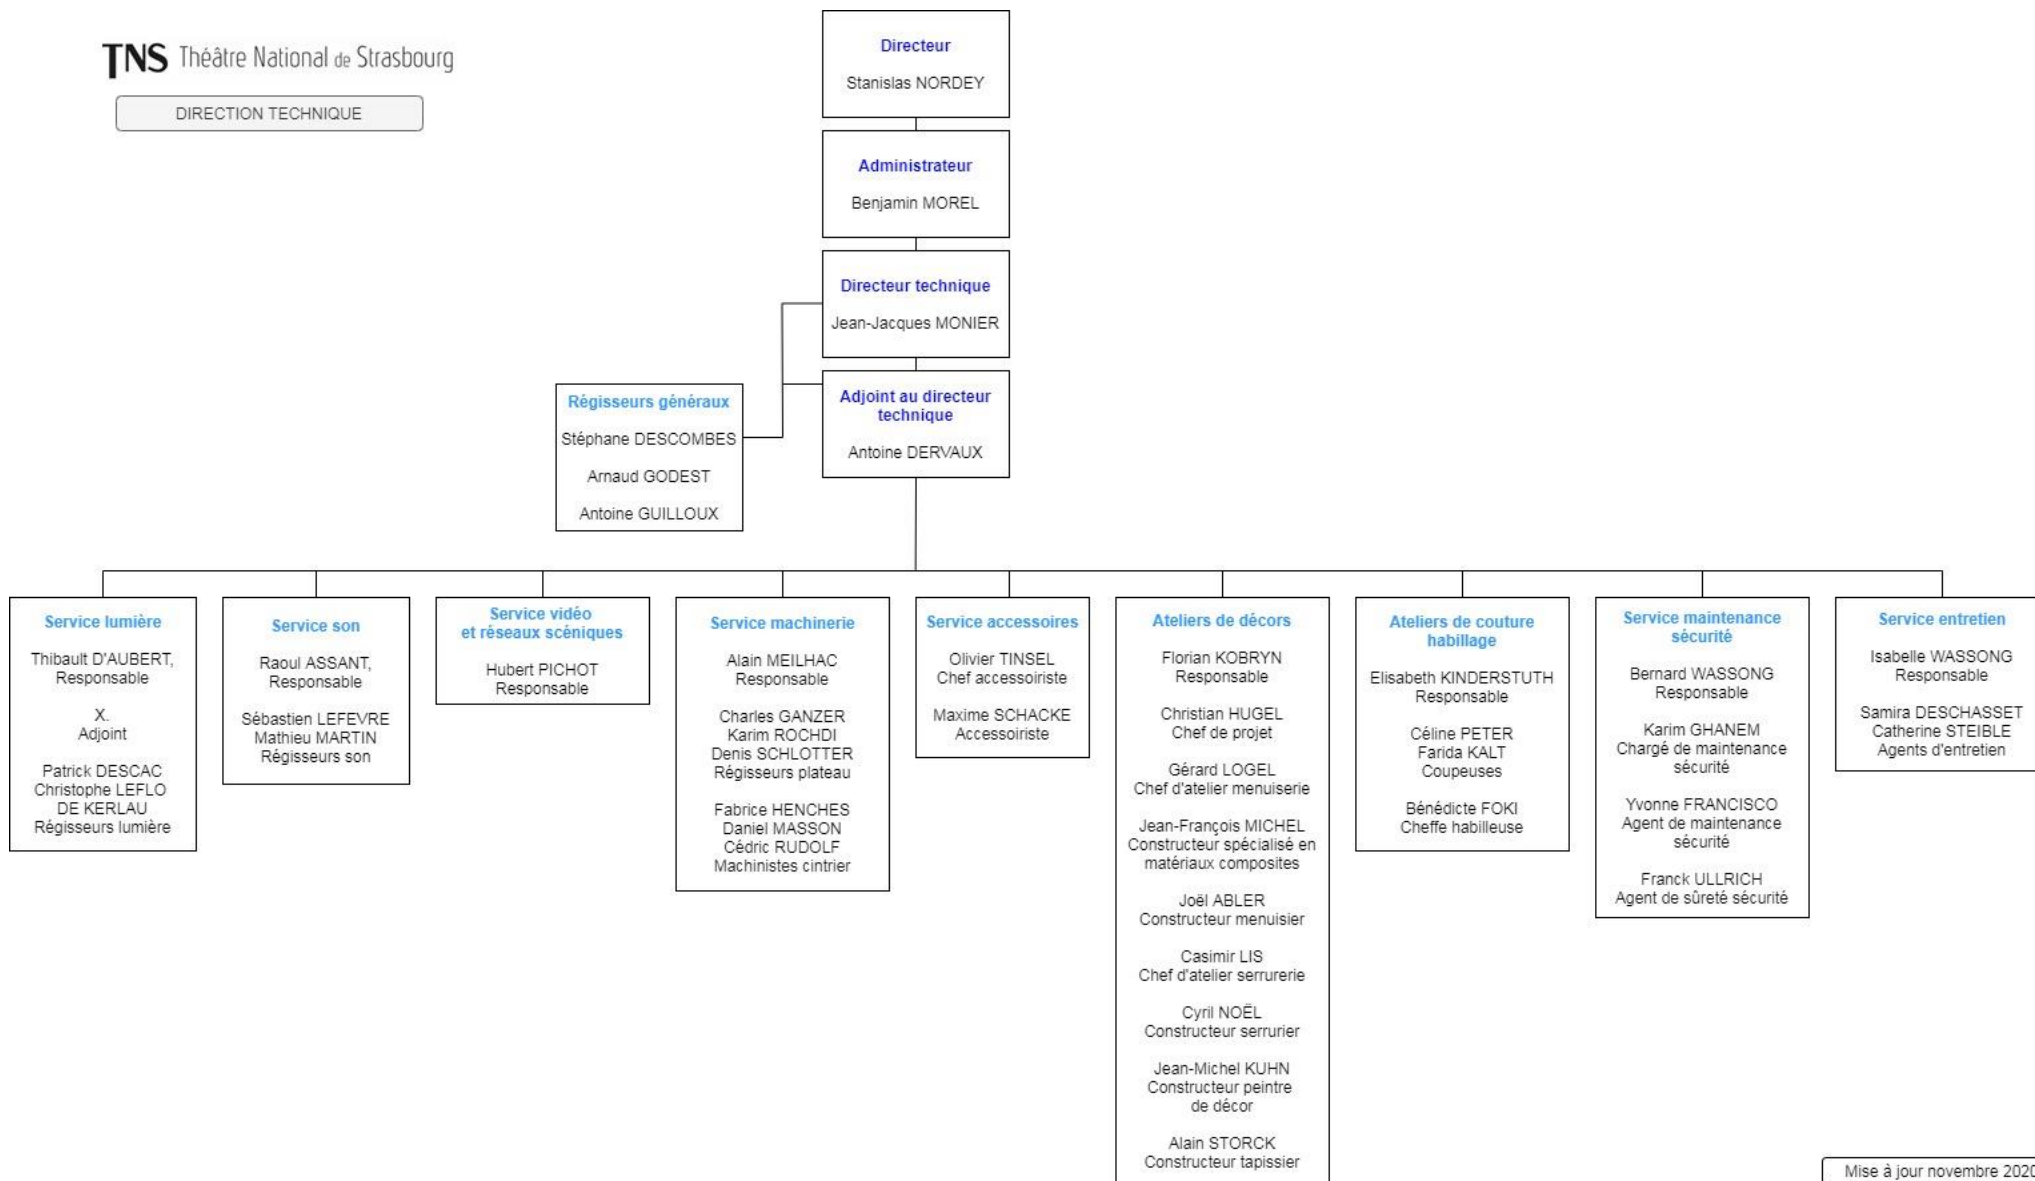 TNS Théâtre National de Strasbourg
DIRECTION TECHNIQUE
Directeur
Stanislas NORDEY
Administrateur
Benjamin MOREL
Directeur technique
Jean-Jacques MONIER
Adjoint au directeur
technique
Antoine DERVAUX
Régisseurs généraux
Stéphane DESCOMBES
Arnaud GODEST
Antoine GUILLOUX
Service lumière
Thibault D'AUBERT,
Responsable
X.
Adjoint
Patrick DESCAC
Christophe LEFLO
DE KERLAU
Régisseurs lumière
Service son
Raoul ASSANT,
Responsable
Sébastien LEFEVRE
Mathieu MARTIN
Régisseurs son
Service vidéo
et réseaux scéniques
Hubert PICHOT
Responsable
Service machinerie
Alain MEILHAC
Responsable
Charles GANZER
Karim ROCHDI
Denis SCHLOTTER
Régisseurs plateau
Fabrice HENCHES
Daniel MASSON
Cédric RUDOLF
Machinistes cintrier
Service accessoires
Olivier TINSEL
Chef accessoiriste
Maxime SCHACKE
Accessoiriste
Ateliers de décors
Florian KOBRYN
Responsable
Christian HUGEL
Chef de projet
Gérard LOGEL
Chef d'atelier menuiserie
Jean-François MICHEL
Constructeur spécialisé en
matériaux composites
Joël ABLER
Constructeur menuisier
Casimir LIS
Chef d'atelier serrurerie
Cyril NOËL
Constructeur serrurier
Jean-Michel KUHN
Constructeur peintre
de décor
Alain STORCK
Constructeur tapissier
Ateliers de couture
habillage
Elisabeth KINDERSTUTH
Responsable
Céline PETER
Farida KALT
Coupeuses
Bénédicte FOKI
Cheffe habilleuse
Service maintenance
sécurité
Bernard WASSONG
Responsable
Karim GHANEM
Chargé de maintenance
sécurité
Yvonne FRANCISCO
Agent de maintenance
sécurité
Franck ULLRICH
Agent de sûreté sécurité
Service entretien
Isabelle WASSONG
Responsable
Samira DESCHASSET
Catherine STEIBLE
Agents d'entretien
Mise à jour novembre 2020